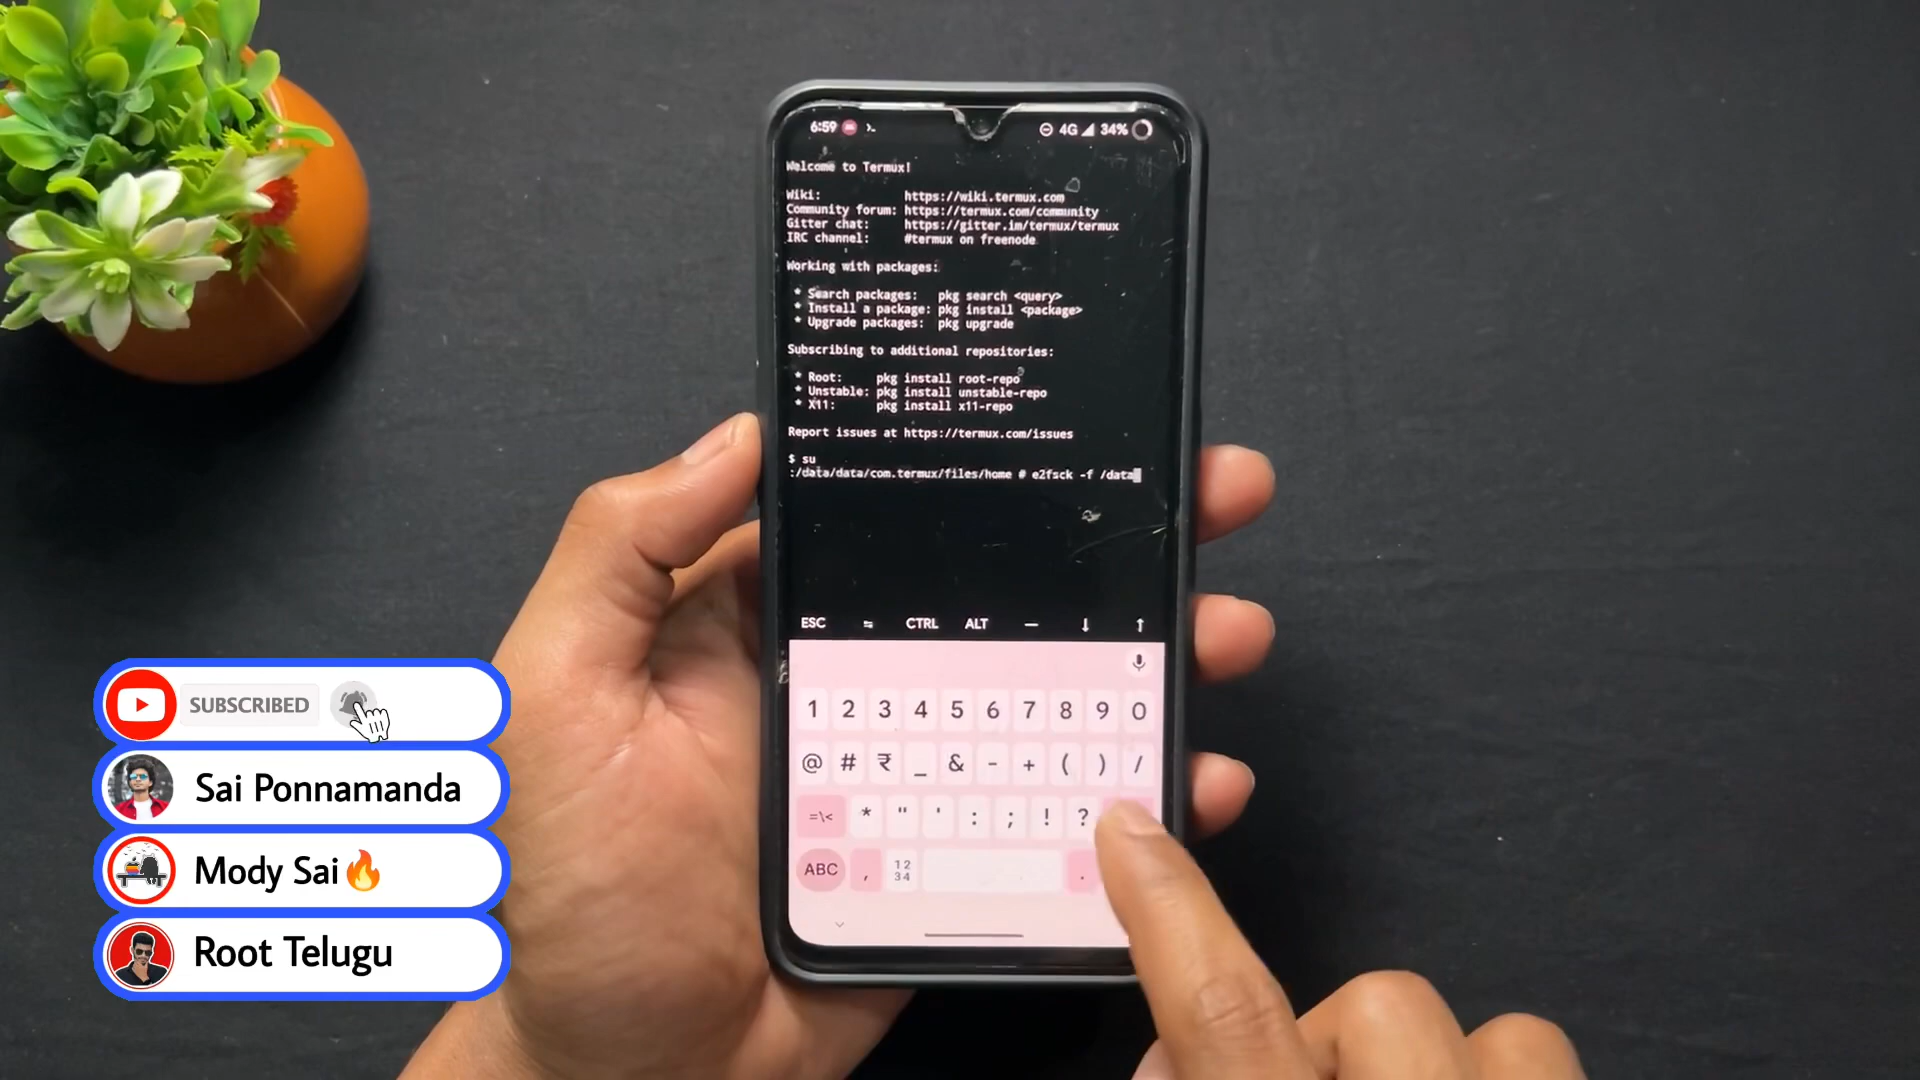 6:59 4G 34%
Welcome to Termux!
Wiki: https://wiki.termux.com
Community forum: https://termux.com/community
Gitter chat: https://gitter.im/termux/termux
IRC channel: #termux on freenode
Working with packages:
* Search packages: pkg search <query>
* Install a package: pkg install <package>
* Upgrade packages: pkg upgrade
Subscribing to additional repositories:
* Root: pkg install root-repo
* Unstable: pkg install unstable-repo
* X11: pkg install x11-repo
Report issues at https://termux.com/issues
$ su
:/data/data/com.termux/files/home # e2fsck -f /data
ESC ⇆ CTRL ALT — ↓ ↑
1 2 3 4 5 6 7 8 9 0
@ # ₹ _ & - + ( ) /
=\< * " ' : ; ! ?
ABC , 12 34 .
SUBSCRIBED
Sai Ponnamanda
Mody Sai🔥
Root Telugu